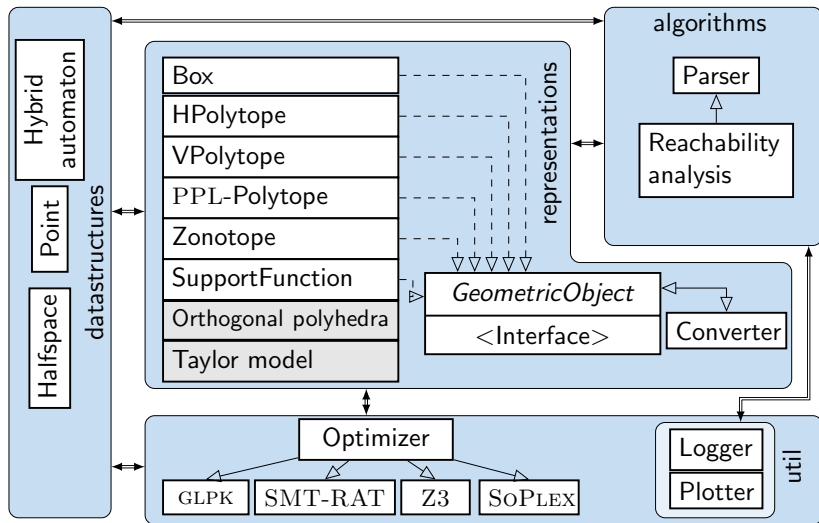 Hybrid
automaton
Point
Halfspace
datastructures
Box
HPolytope
VPolytope
PPL-Polytope
Zonotope
SupportFunction
Orthogonal polyhedra
Taylor model
representations
GeometricObject
<Interface>
Converter
algorithms
Parser
Reachability
analysis
Optimizer
GLPK
SMT-RAT
Z3
SoPlex
Logger
Plotter
util